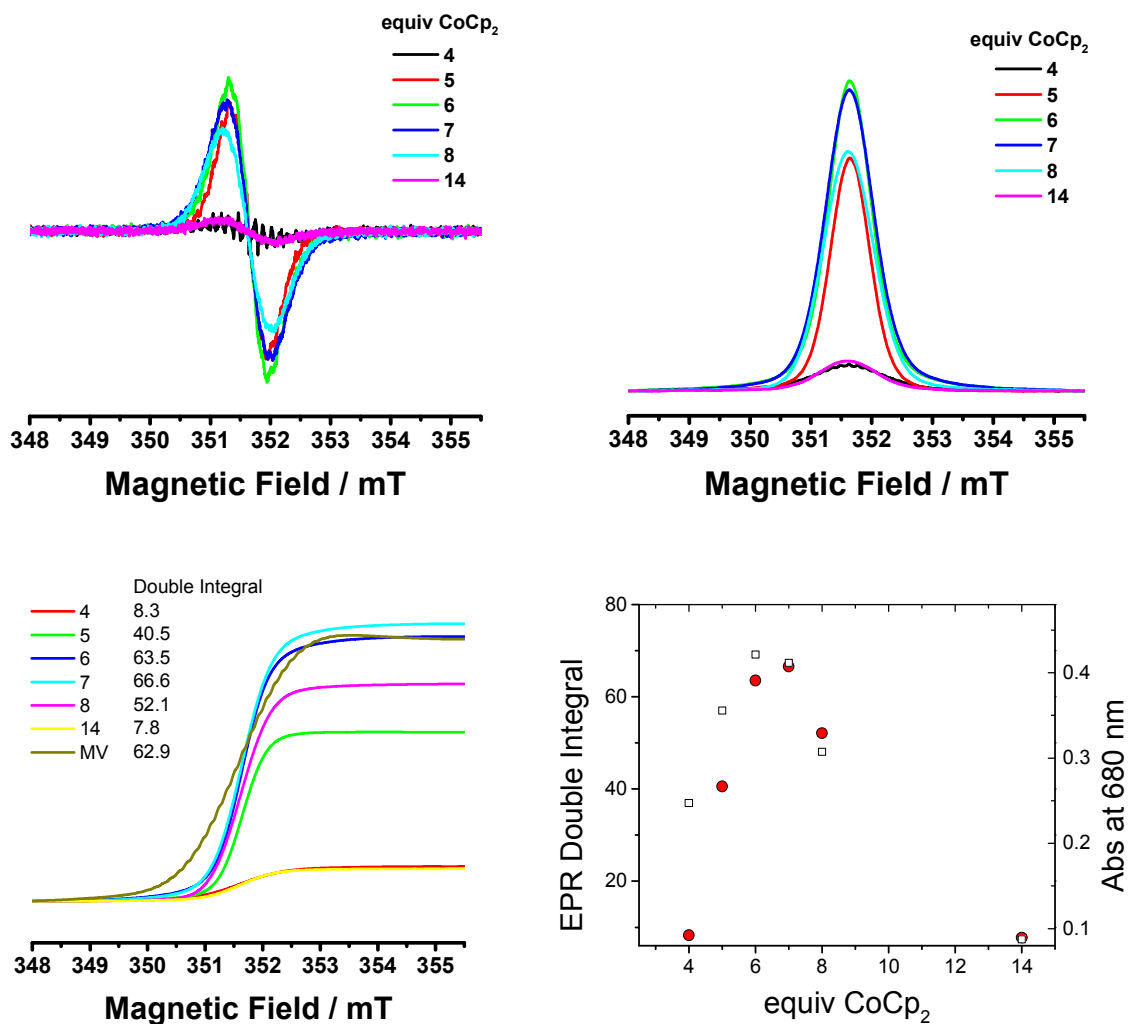 equiv CoCp₂
4
5
6
7
8
14
348 349 350 351 352 353 354 355
Magnetic Field / mT
equiv CoCp₂
4
5
6
7
8
14
348 349 350 351 352 353 354 355
Magnetic Field / mT
Double Integral
4 8.3
5 40.5
6 63.5
7 66.6
8 52.1
14 7.8
MV 62.9
348 349 350 351 352 353 354 355
Magnetic Field / mT
80
60
40
20
EPR Double Integral
4 6 8 10 12 14
equiv CoCp₂
0.4
0.3
0.2
0.1
Abs at 680 nm